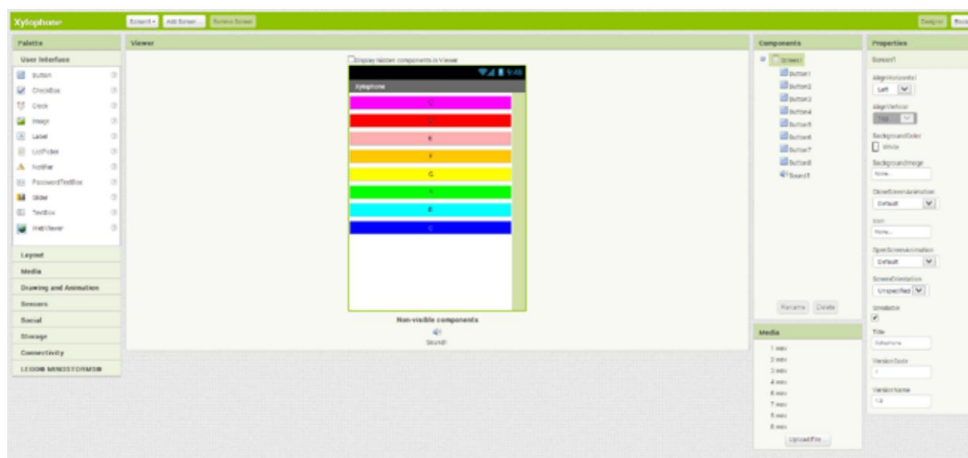 Xylophone
Screen1 Add Screen... Remove Screen
Designer
Palette
User Interface
Button
CheckBox
Clock
Image
Label
ListPicker
Notifier
PasswordTextBox
Slider
TextBox
WebViewer
Layout
Media
Drawing and Animation
Sensors
Social
Storage
Connectivity
LEGO® MINDSTORMS®
Viewer
Display hidden components in Viewer
9:48
Xylophone
C
E
F
G
C
Non-visible components
Sound1
Components
Screen1
Button1
Button2
Button3
Button4
Button5
Button6
Button7
Button8
Sound1
Rename Delete
Media
1.wav
2.wav
3.wav
4.wav
6.wav
7.wav
5.wav
8.wav
Upload File ...
Properties
Screen1
AlignHorizontal
Left
AlignVertical
Top
BackgroundColor
White
BackgroundImage
None...
CloseScreenAnimation
Default
Icon
None...
OpenScreenAnimation
Default
ScreenOrientation
Unspecified
Scrollable
Title
Xylophone
VersionCode
1
VersionName
1.0